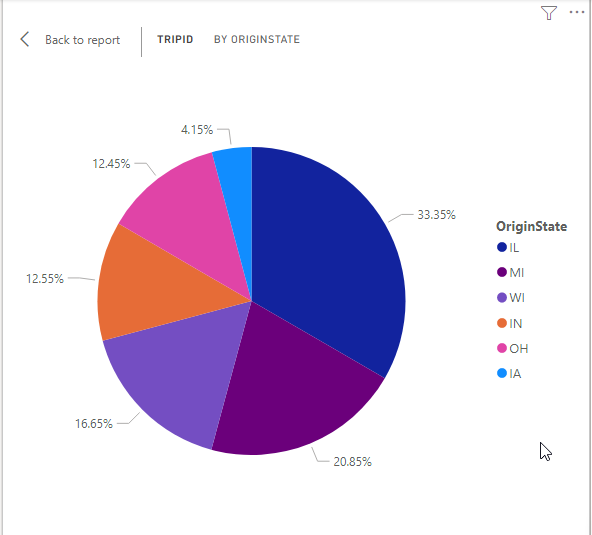 Back to report
TRIPID
BY ORIGINSTATE
4.15%
12.45%
33.35%
12.55%
16.65%
20.85%
OriginState
IL
MI
WI
IN
OH
IA